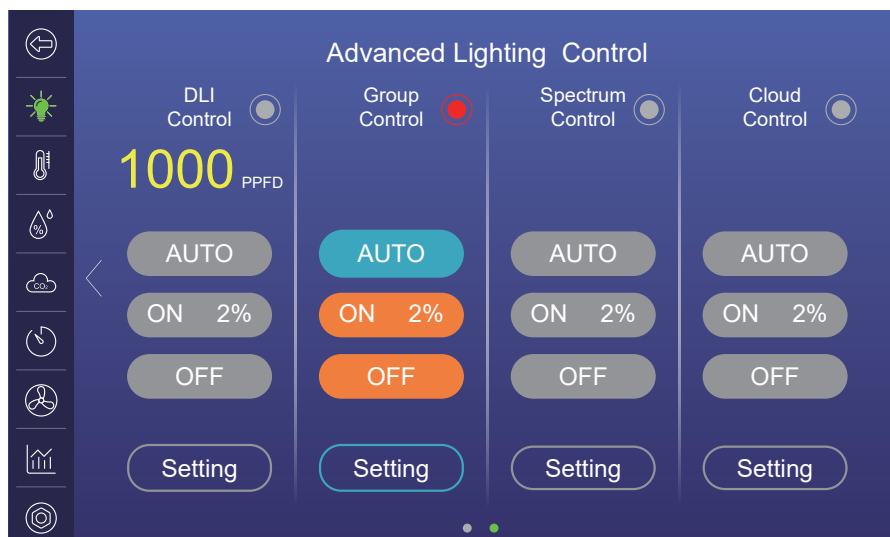 Advanced Lighting Control
DLI
Control
Group
Control
Spectrum
Control
Cloud
Control
1000 PPFD
%
CO₂
AUTO
AUTO
AUTO
AUTO
ON 2%
ON 2%
ON 2%
ON 2%
OFF
OFF
OFF
OFF
Setting
Setting
Setting
Setting